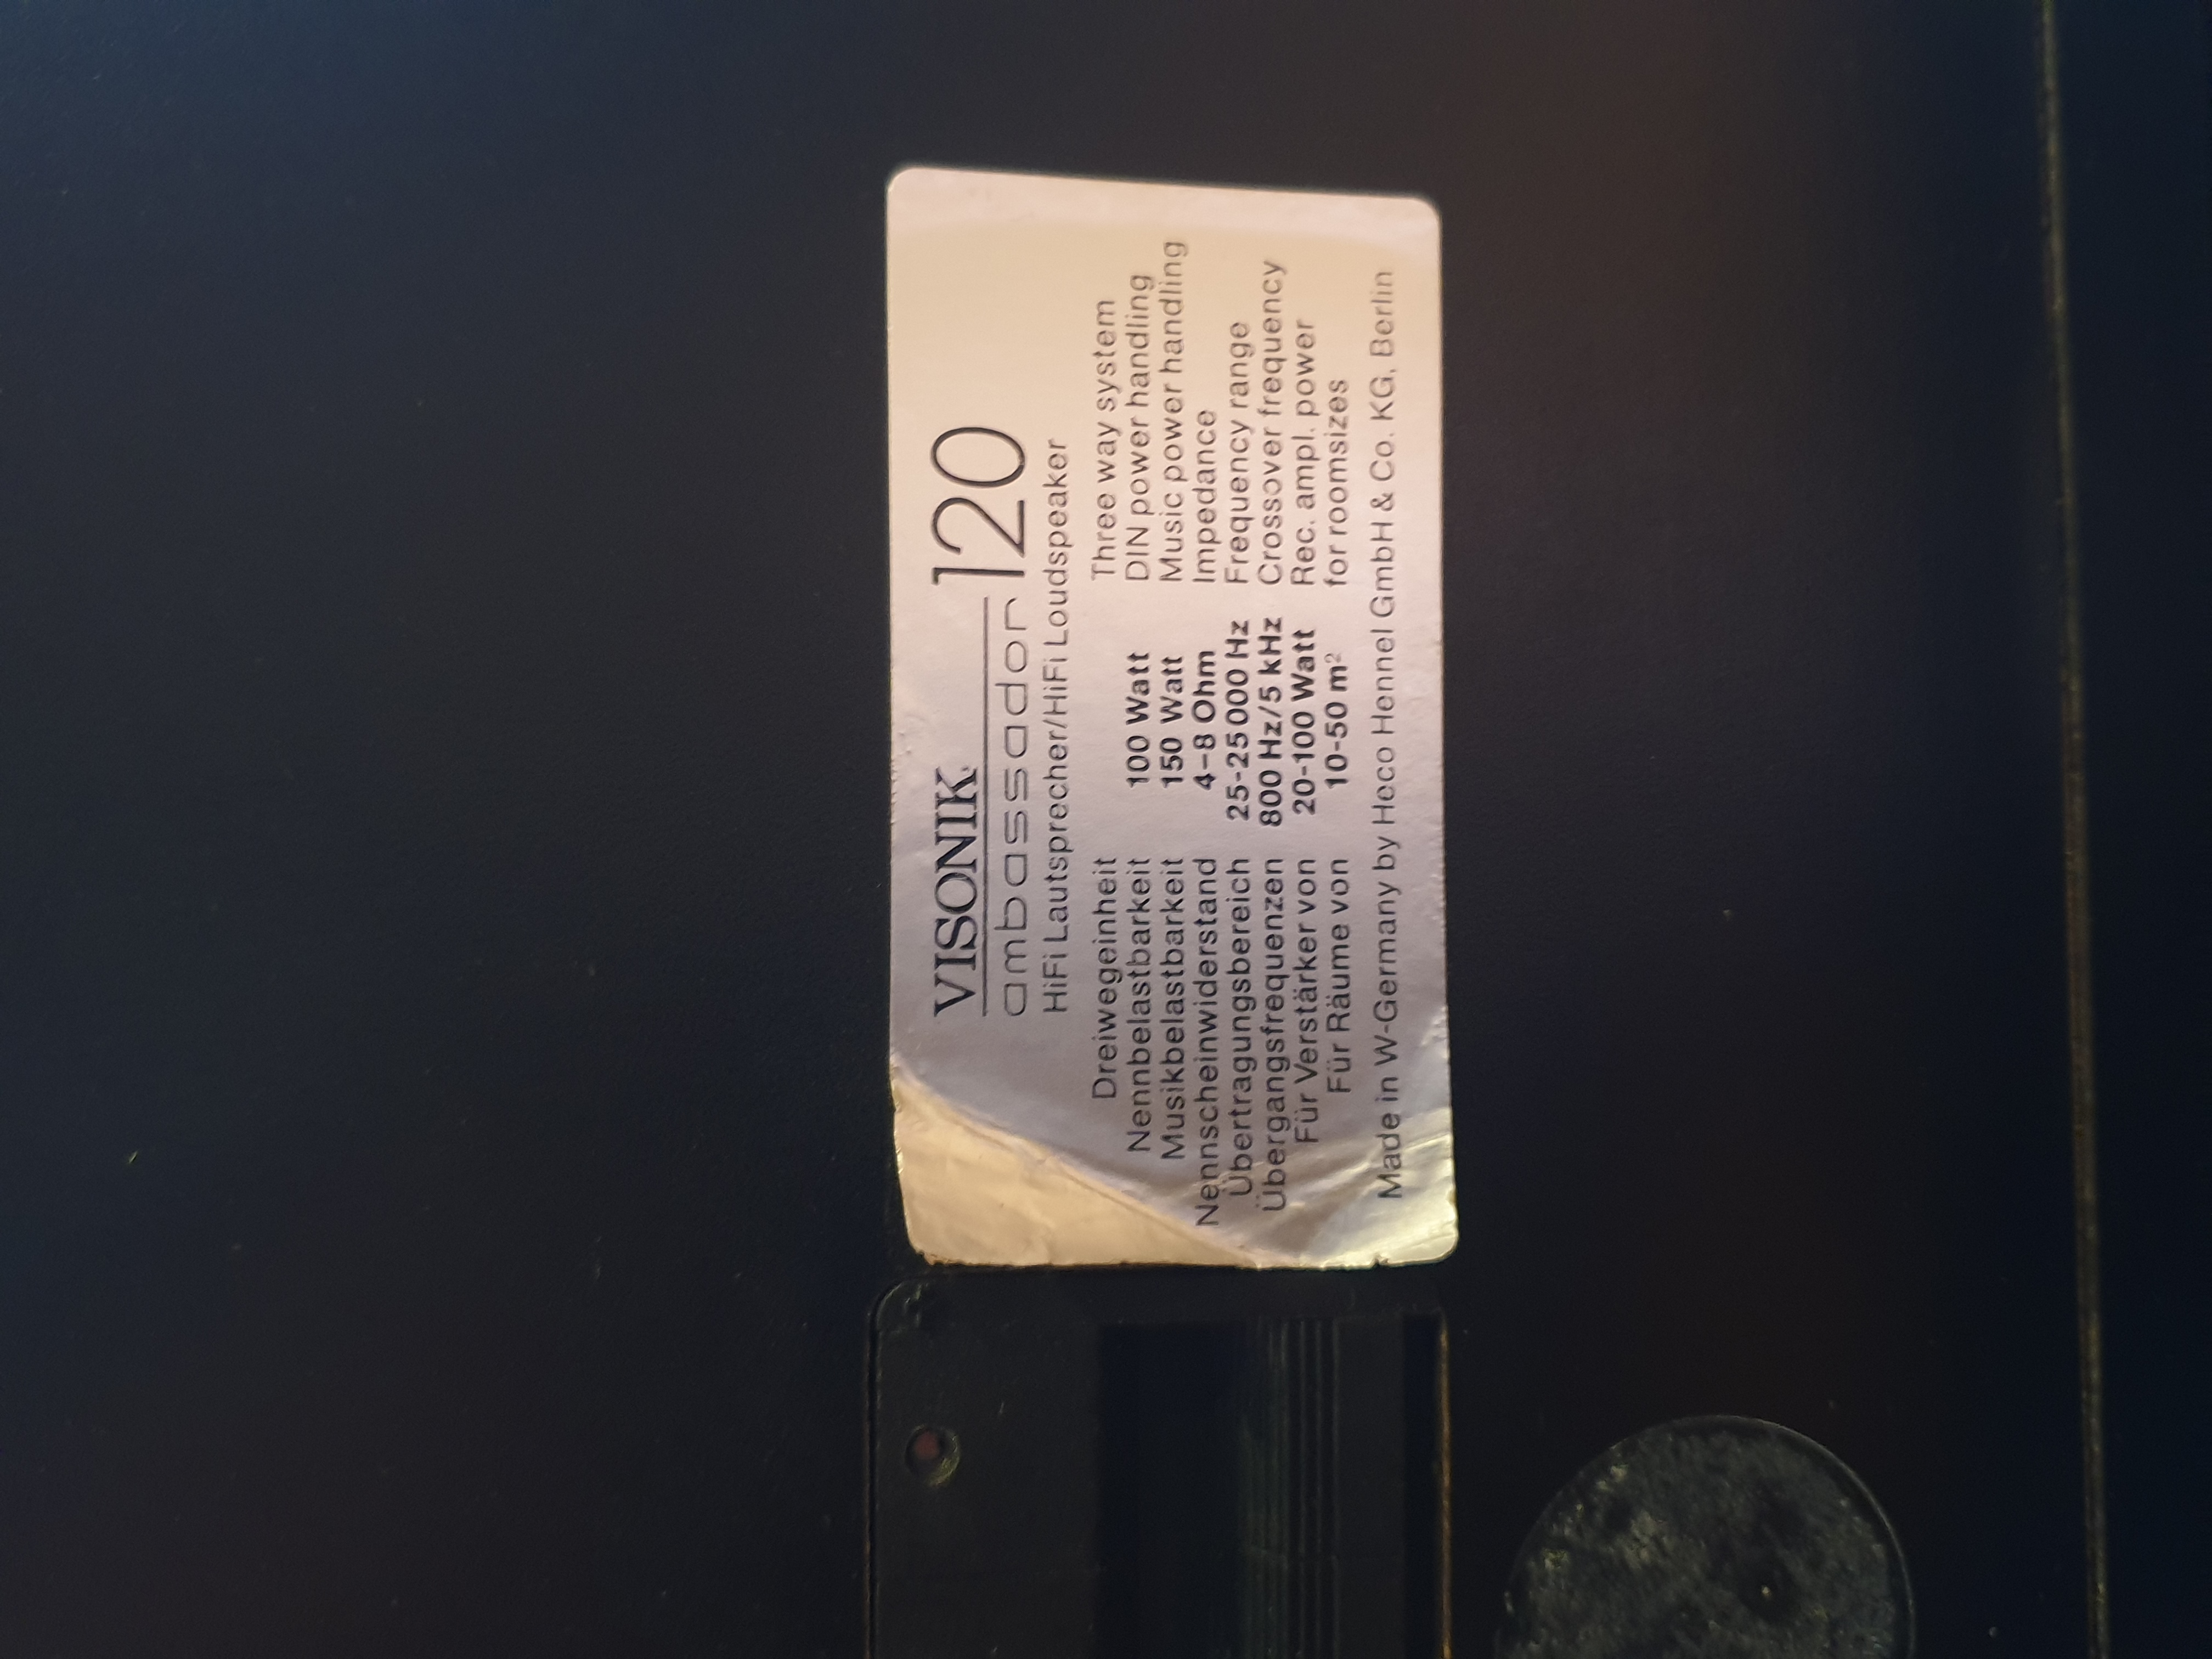 VISONIK
ambassador 120
HiFi Lautsprecher/HiFi Loudspeaker
Dreiwegeinheit Three way system
Nennbelastbarkeit 100 Watt DIN power handling
Musikbelastbarkeit 150 Watt Music power handling
Nennscheinwiderstand 4-8 Ohm Impedance
Übertragungsbereich 25-25000 Hz Frequency range
Übergangsfrequenzen 800 Hz/5 kHz Crossover frequency
Für Verstärker von 20-100 Watt Rec. ampl. power
Für Räume von 10-50 m² for roomsizes
Made in W-Germany by Heco Hennel GmbH & Co. KG, Berlin